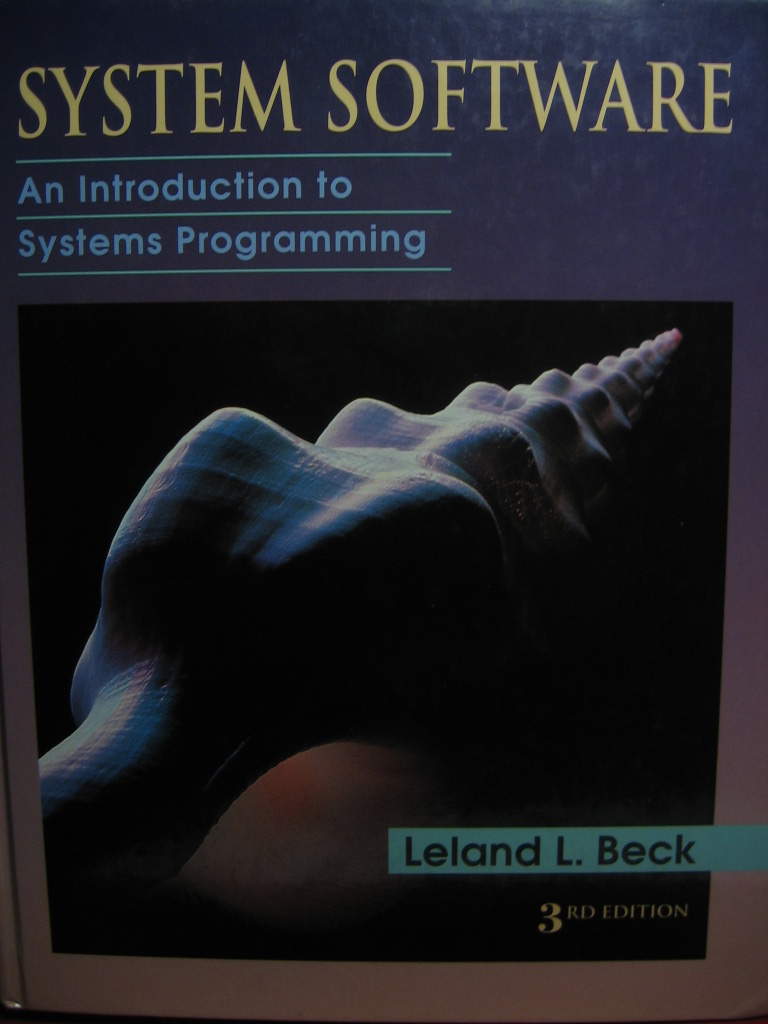 SYSTEM SOFTWARE
An Introduction to
Systems Programming
Leland L. Beck
3RD EDITION